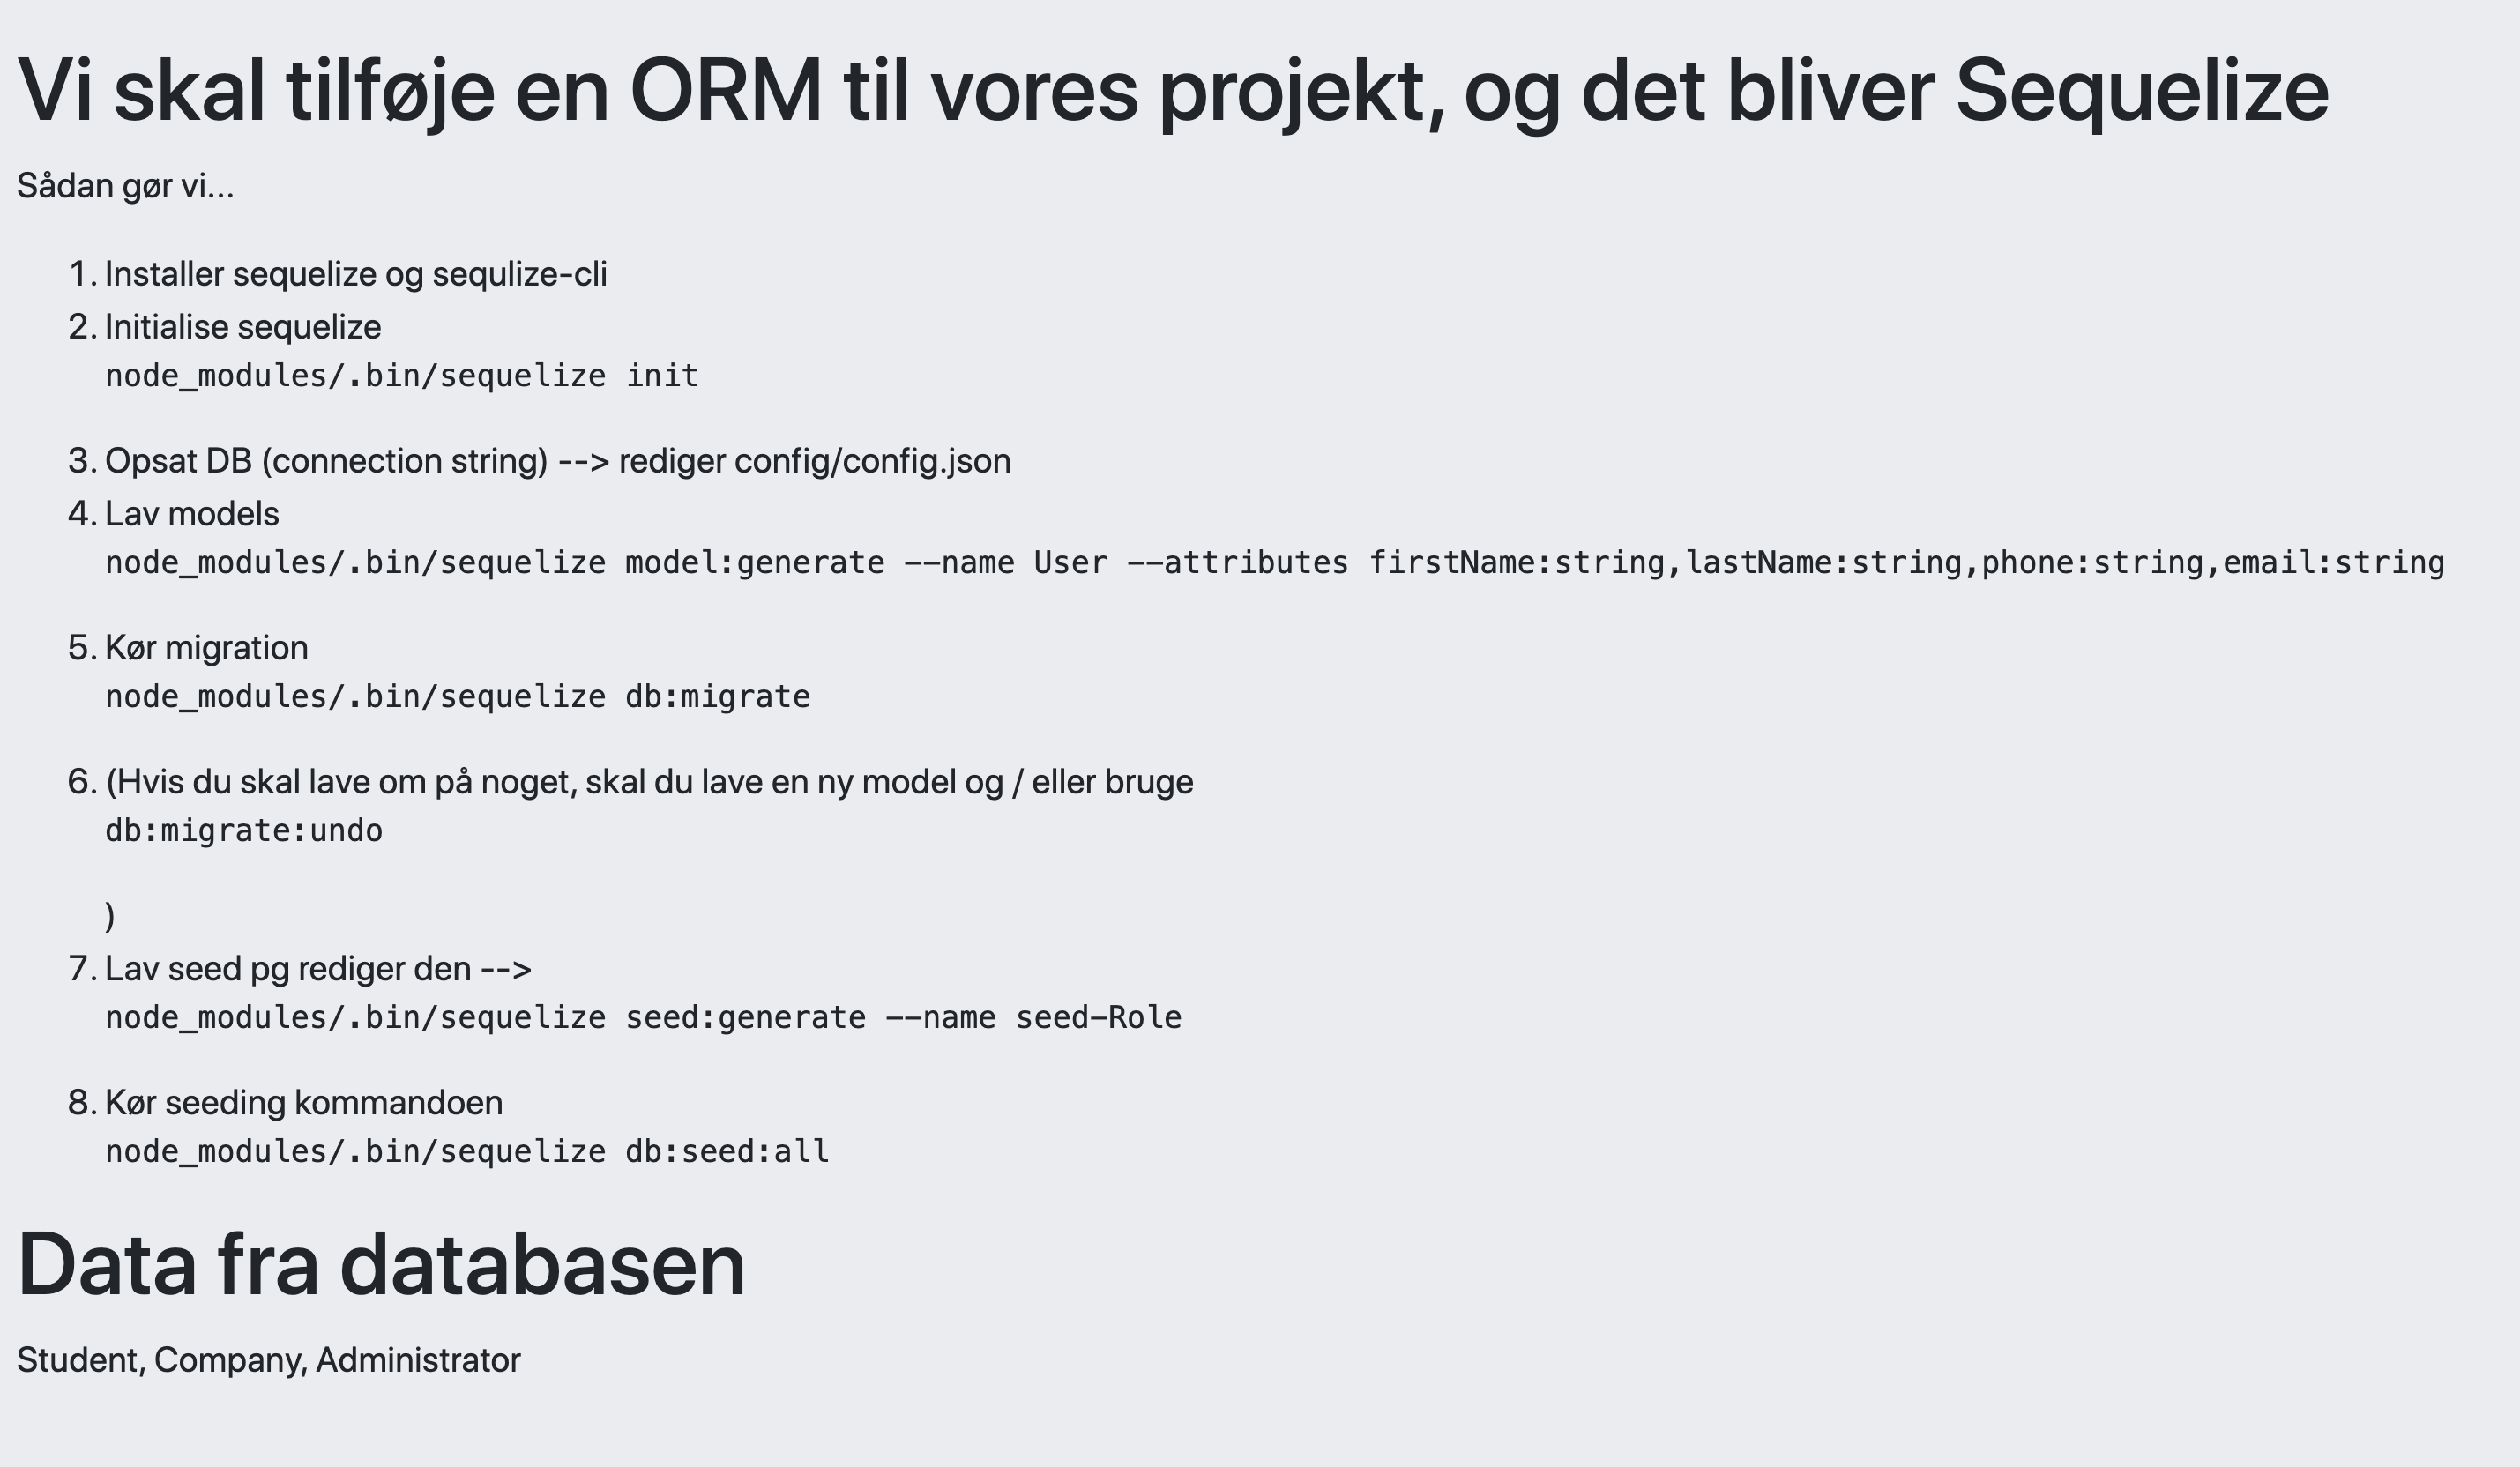 Vi skal tilføje en ORM til vores projekt, og det bliver Sequelize
Sådan gør vi...
1. Installer sequelize og sequlize-cli
2. Initialise sequelize
node_modules/.bin/sequelize init
3. Opsat DB (connection string) --> rediger config/config.json
4. Lav models
node_modules/.bin/sequelize model:generate --name User --attributes firstName:string,lastName:string,phone:string,email:string
5. Kør migration
node_modules/.bin/sequelize db:migrate
6. (Hvis du skal lave om på noget, skal du lave en ny model og / eller bruge
db:migrate:undo
)
7. Lav seed pg rediger den -->
node_modules/.bin/sequelize seed:generate --name seed-Role
8. Kør seeding kommandoen
node_modules/.bin/sequelize db:seed:all
Data fra databasen
Student, Company, Administrator